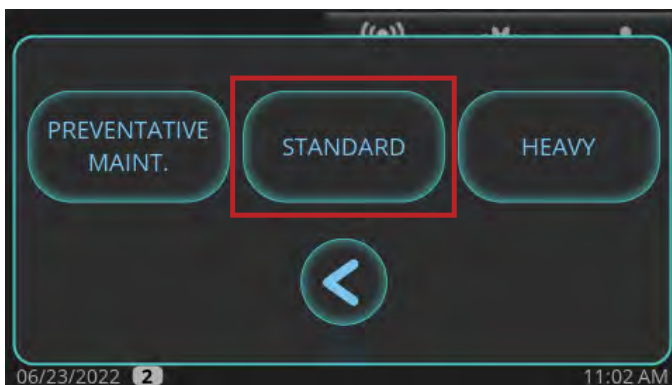 PREVENTATIVE
MAINT.
STANDARD
HEAVY
06/23/2022 2
11:02 AM